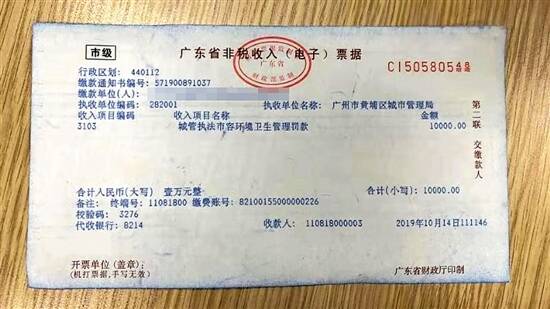 市级 广东省非税收入（电子）票据 CI5058054
广东省
行政区划： 440112
缴款通知书编号：571900891037
缴款单位(人)：
执收单位编码：282001 执收单位名称：广州市黄埔区城市管理局
收入项目编码 收入项目名称 金额
3103 城管执法市容环境卫生管理罚款 10000.00
第二联 交缴款人
合计人民币(大写) 壹万元整 合计(小写)：10000.00
备注： 终端号：11081800 缴费账号：82100155000000226
校验码： 3276
代收银行：8214 收款人： 110818000003 2019年10月14日111146
开票单位(盖章)：
(机打票据,手写无效) 广东省财政厅印制